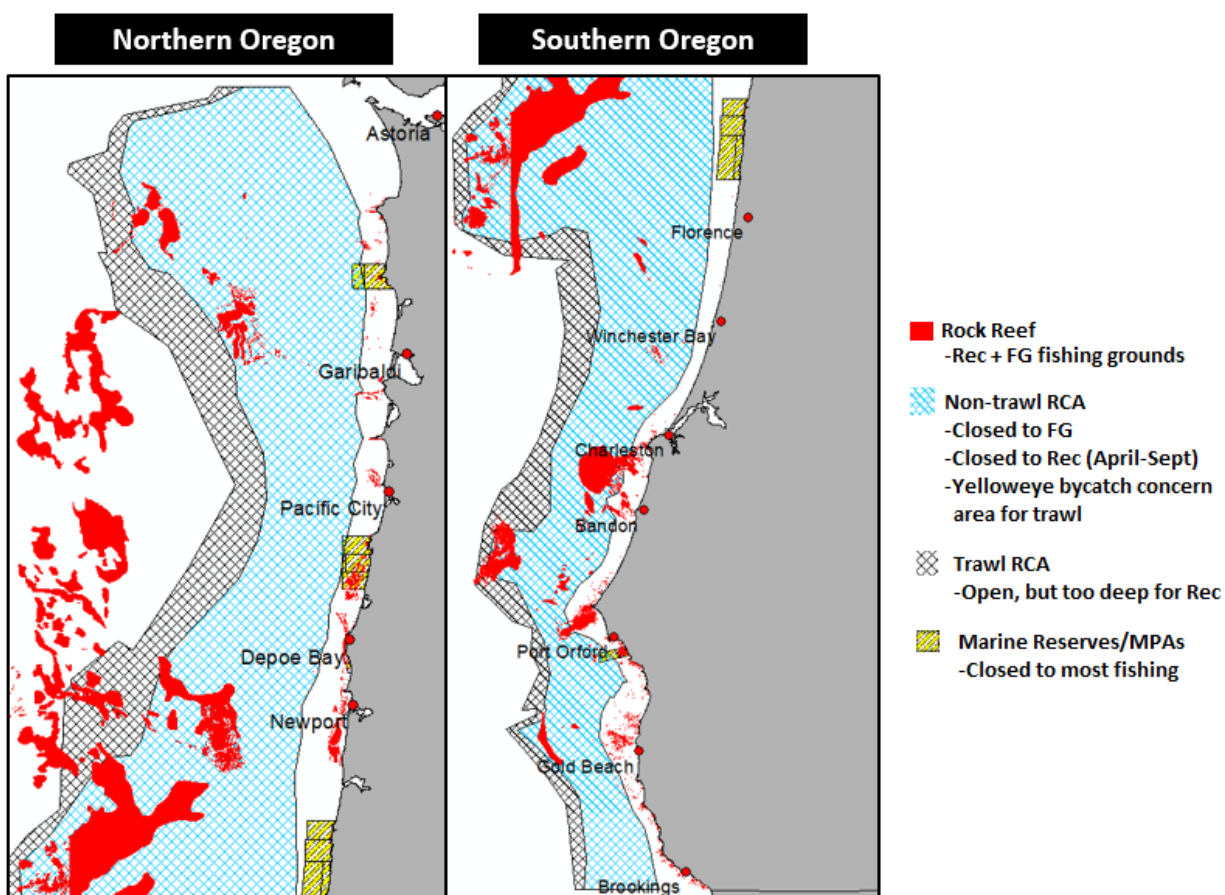 Northern Oregon
Southern Oregon
Astoria
Garibaldi
Pacific City
Depoe Bay
Newport
Florence
Winchester Bay
Charleston
Bandon
Port Orford
Gold Beach
Brookings
Rock Reef
-Rec + FG fishing grounds
Non-trawl RCA
-Closed to FG
-Closed to Rec (April-Sept)
-Yelloweye bycatch concern
area for trawl
Trawl RCA
-Open, but too deep for Rec
Marine Reserves/MPAs
-Closed to most fishing